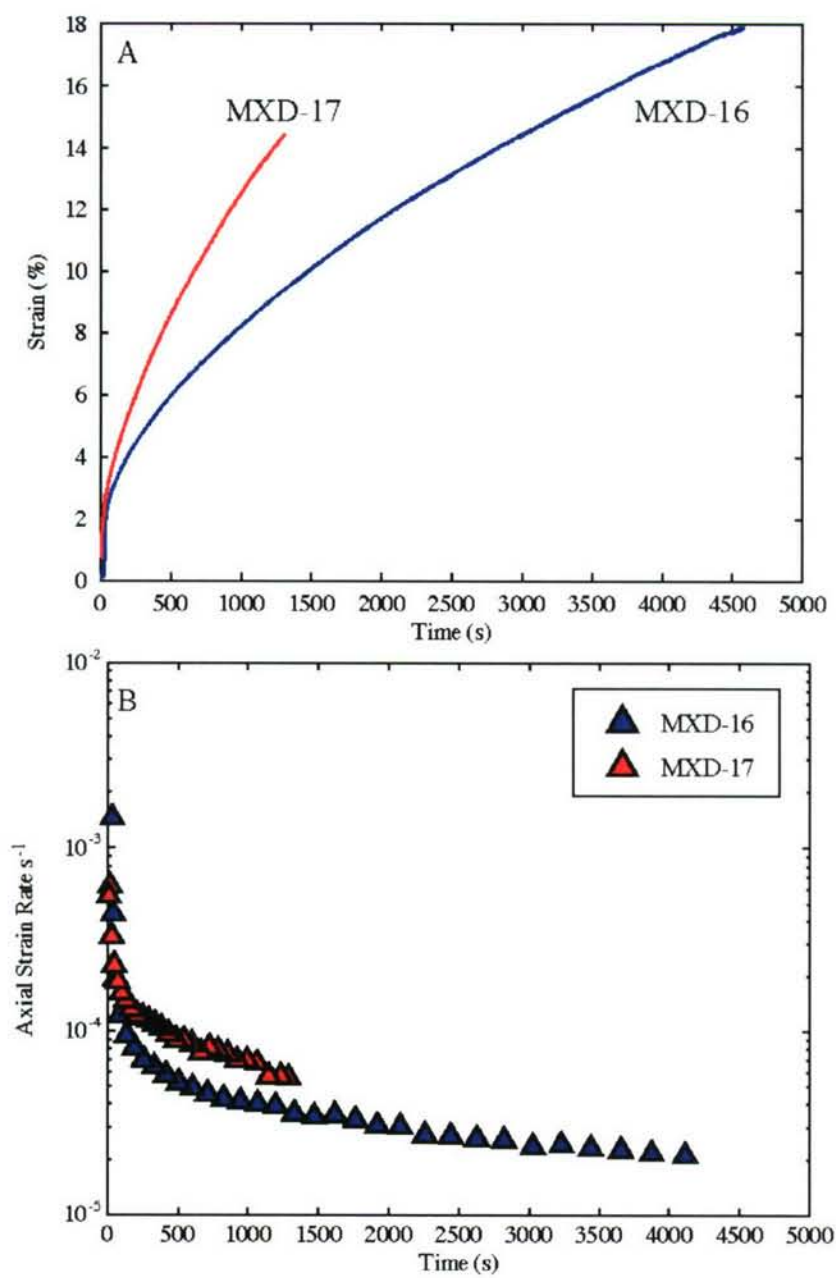 A
MXD-17
MXD-16
Strain (%)
18
16
14
12
10
8
6
4
2
0
0 500 1000 1500 2000 2500 3000 3500 4000 4500 5000
Time (s)
B
MXD-16
MXD-17
Axial Strain Rate s⁻¹
10⁻²
10⁻³
10⁻⁴
10⁻⁵
0 500 1000 1500 2000 2500 3000 3500 4000 4500 5000
Time (s)